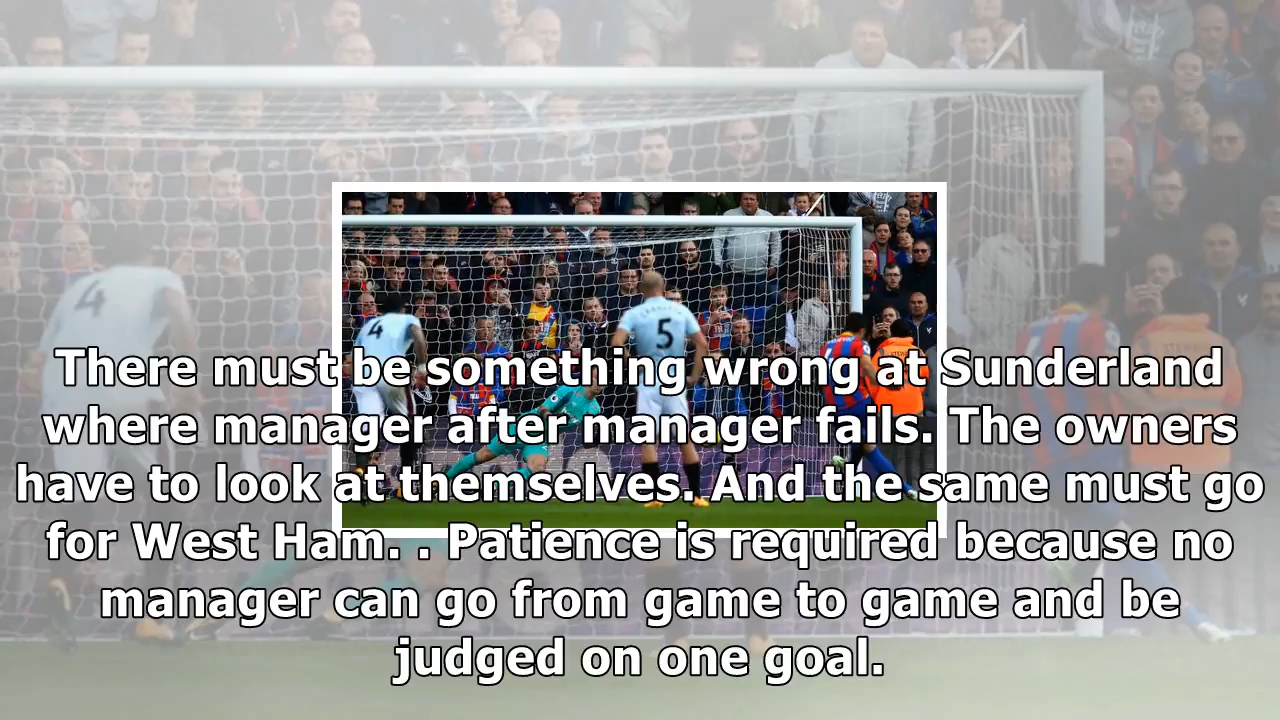 4
5
There must be something wrong at Sunderland
where manager after manager fails. The owners
have to look at themselves. And the same must go
for West Ham. . Patience is required because no
manager can go from game to game and be
judged on one goal.